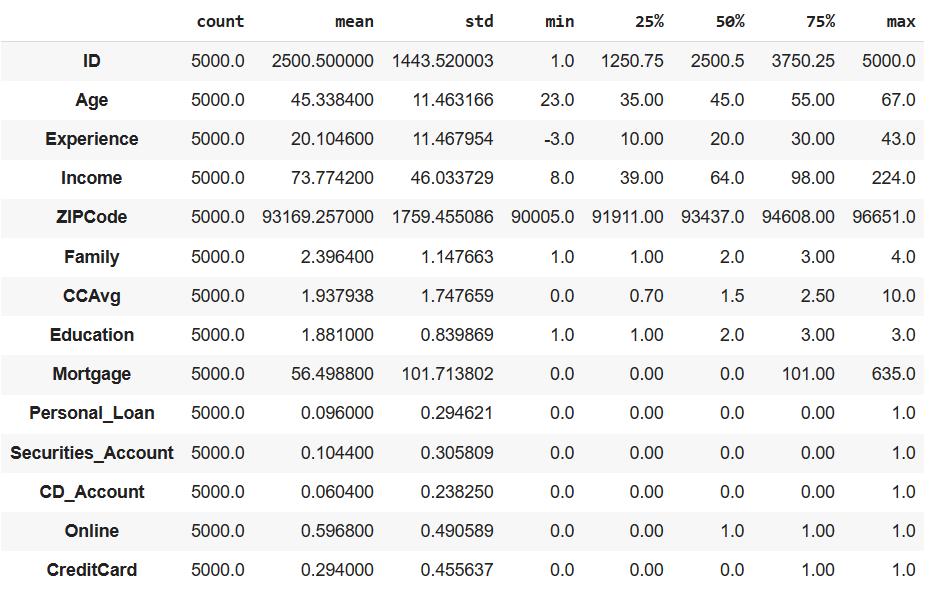 count mean std min 25% 50% 75% max
ID 5000.0 2500.500000 1443.520003 1.0 1250.75 2500.5 3750.25 5000.0
Age 5000.0 45.338400 11.463166 23.0 35.00 45.0 55.00 67.0
Experience 5000.0 20.104600 11.467954 -3.0 10.00 20.0 30.00 43.0
Income 5000.0 73.774200 46.033729 8.0 39.00 64.0 98.00 224.0
ZIPCode 5000.0 93169.257000 1759.455086 90005.0 91911.00 93437.0 94608.00 96651.0
Family 5000.0 2.396400 1.147663 1.0 1.00 2.0 3.00 4.0
CCAvg 5000.0 1.937938 1.747659 0.0 0.70 1.5 2.50 10.0
Education 5000.0 1.881000 0.839869 1.0 1.00 2.0 3.00 3.0
Mortgage 5000.0 56.498800 101.713802 0.0 0.00 0.0 101.00 635.0
Personal_Loan 5000.0 0.096000 0.294621 0.0 0.00 0.0 0.00 1.0
Securities_Account 5000.0 0.104400 0.305809 0.0 0.00 0.0 0.00 1.0
CD_Account 5000.0 0.060400 0.238250 0.0 0.00 0.0 0.00 1.0
Online 5000.0 0.596800 0.490589 0.0 0.00 1.0 1.00 1.0
CreditCard 5000.0 0.294000 0.455637 0.0 0.00 0.0 1.00 1.0